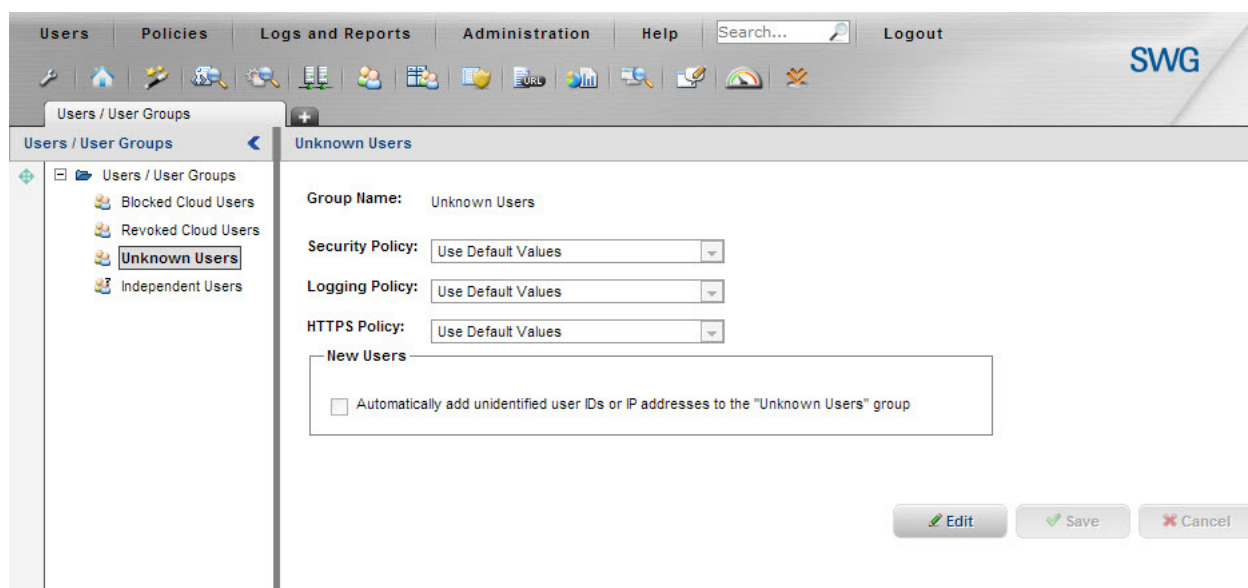 Users Policies Logs and Reports Administration Help Search... Logout
SWG
URL
Users / User Groups
Users / User Groups
Unknown Users
Users / User Groups
Blocked Cloud Users
Revoked Cloud Users
Unknown Users
Independent Users
Group Name: Unknown Users
Security Policy: Use Default Values
Logging Policy: Use Default Values
HTTPS Policy: Use Default Values
New Users
Automatically add unidentified user IDs or IP addresses to the "Unknown Users" group
Edit Save Cancel